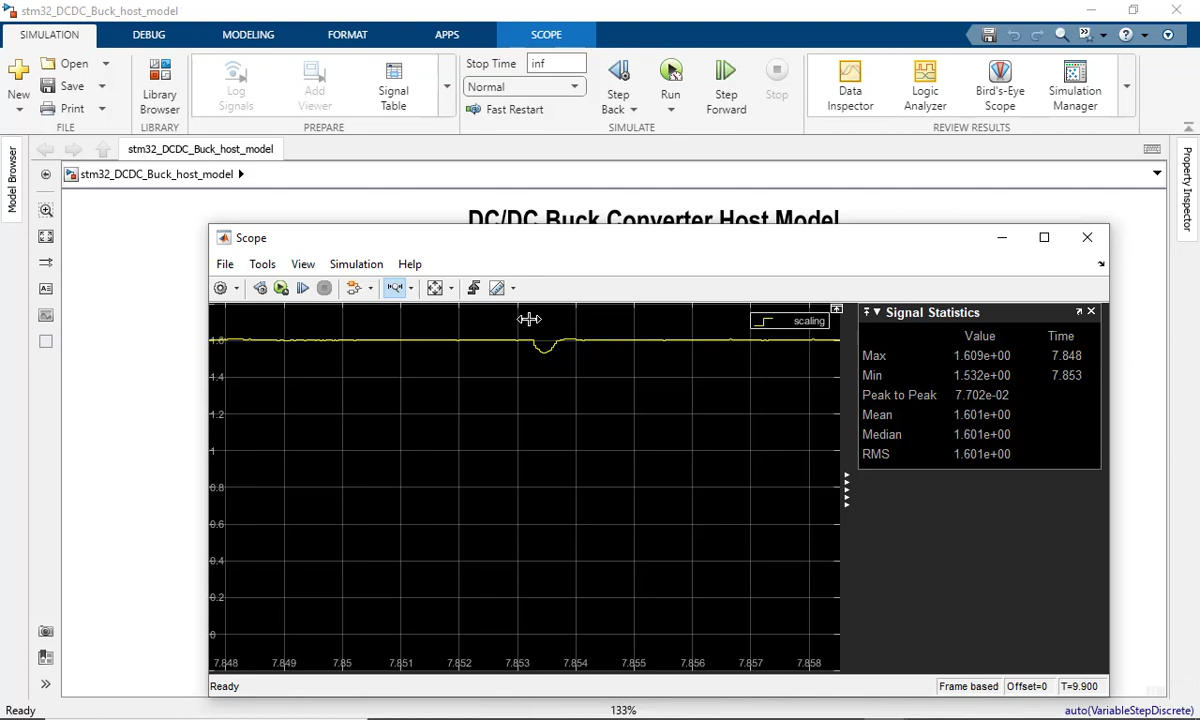 stm32_DCDC_Buck_host_model
SIMULATION DEBUG MODELING FORMAT APPS SCOPE
New Open Save Print
Library Browser
Log Signals
Add Viewer
Signal Table
Stop Time inf
Normal
Fast Restart
Step Back
Run
Step Forward
Stop
Data Inspector
Logic Analyzer
Bird's-Eye Scope
Simulation Manager
FILE LIBRARY PREPARE SIMULATE REVIEW RESULTS
stm32_DCDC_Buck_host_model
stm32_DCDC_Buck_host_model
Model Browser
Property Inspector
DC/DC Buck Converter Host Model
Scope
File Tools View Simulation Help
scaling
Signal Statistics
Value Time
Max 1.609e+00 7.848
Min 1.532e+00 7.853
Peak to Peak 7.702e-02
Mean 1.601e+00
Median 1.601e+00
RMS 1.601e+00
1.6
1.4
1.2
1
0.8
0.6
0.4
0.2
0
7.848 7.849 7.85 7.851 7.852 7.853 7.854 7.855 7.856 7.857 7.858
Ready Frame based Offset=0 T=9.900
Ready 133% auto(VariableStepDiscrete)